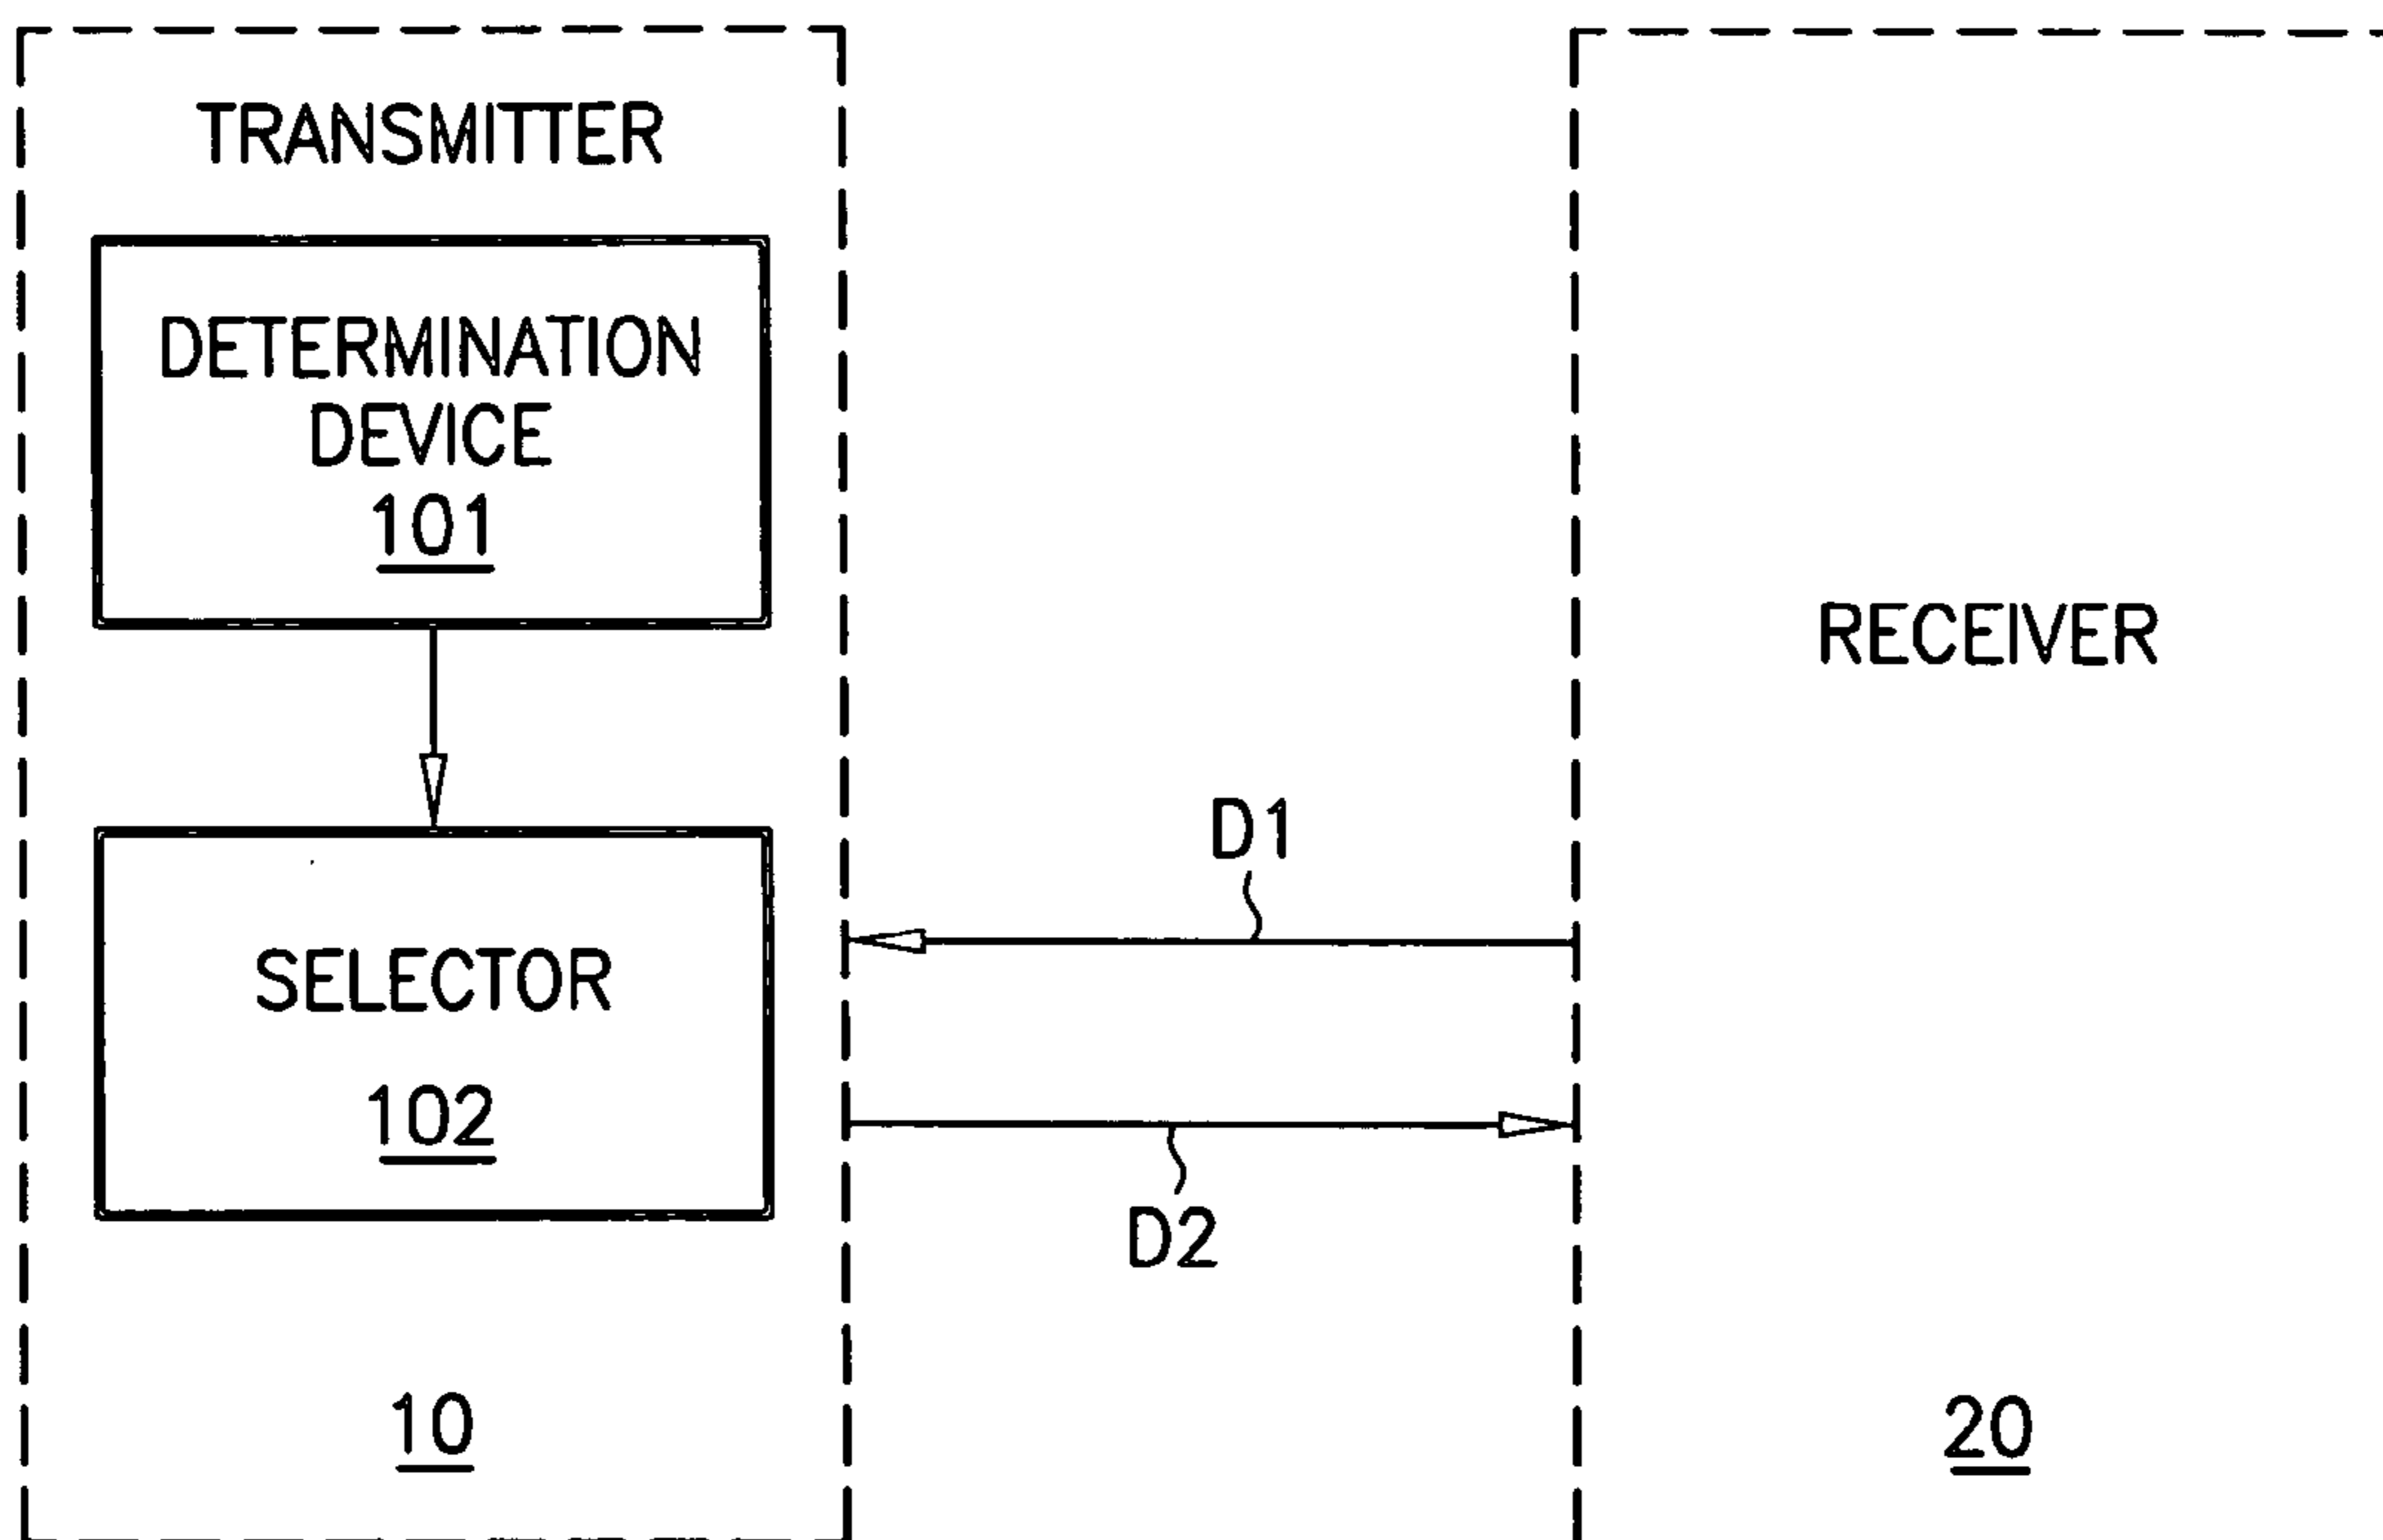 TRANSMITTER
DETERMINATION
DEVICE
101
SELECTOR
102
10
D1
D2
RECEIVER
20